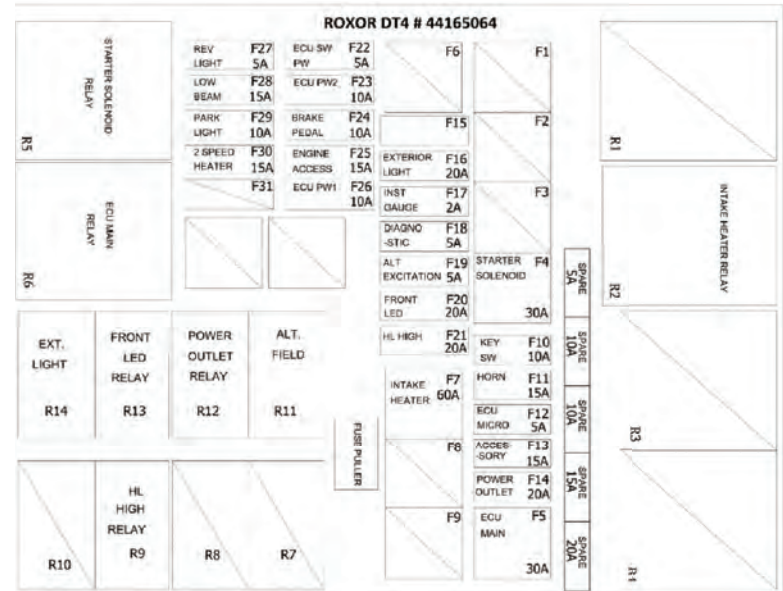 ROXOR DT4 # 44165064
STARTER SOLENOID
RELAY
R5
ECU MAIN
RELAY
R6
REV F27
LIGHT 5A
LOW F28
BEAM 15A
PARK F29
LIGHT 10A
2 SPEED F30
HEATER 15A
F31
ECU SW F22
PW 5A
ECU PW2 F23
10A
BRAKE F24
PEDAL 10A
ENGINE F25
ACCESS 15A
ECU PW1 F26
10A
F6
F15
EXTERIOR F16
LIGHT 20A
INST F17
GAUGE 2A
DIAGNO F18
-STIC 5A
ALT F19
EXCITATION 5A
FRONT F20
LED 20A
HL HIGH F21
20A
INTAKE F7
HEATER 60A
F8
F9
F1
F2
F3
STARTER F4
SOLENOID
30A
KEY F10
SW 10A
HORN F11
15A
ECU F12
MICRO 5A
ACCES F13
-SORY 15A
POWER F14
OUTLET 20A
ECU F5
MAIN
30A
SPARE
5A
SPARE
10A
SPARE
10A
SPARE
15A
SPARE
20A
R1
INTAKE HEATER RELAY
R2
R3
R4
EXT.
LIGHT
R14
FRONT
LED
RELAY
R13
POWER
OUTLET
RELAY
R12
ALT.
FIELD
R11
FUSE PULLER
R10
HL
HIGH
RELAY
R9
R8
R7